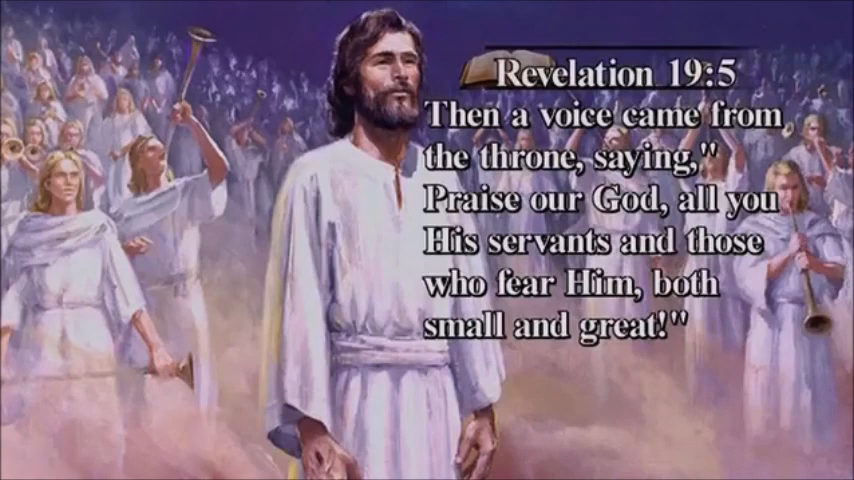 Revelation 19:5
Then a voice came from
the throne, saying,"
Praise our God, all you
His servants and those
who fear Him, both
small and great!"